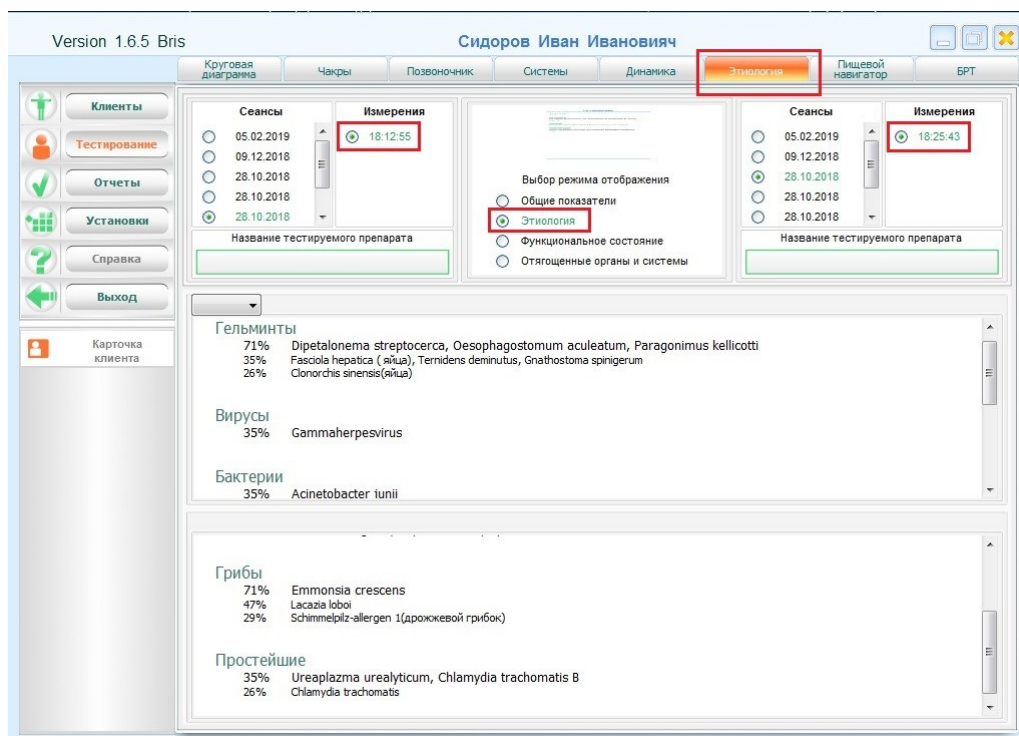 Version 1.6.5 Bris
Сидоров Иван Ивановияч
Круговая диаграмма
Чакры
Позвоночник
Системы
Динамика
Этиология
Пищевой навигатор
БРТ
Клиенты
Тестирование
Отчеты
Установки
Справка
Выход
Карточка клиента
Сеансы
Измерения
05.02.2019
18:12:55
09.12.2018
28.10.2018
28.10.2018
28.10.2018
Название тестируемого препарата
Выбор режима отображения
Общие показатели
Этиология
Функциональное состояние
Отягощенные органы и системы
Сеансы
Измерения
05.02.2019
18:25:43
09.12.2018
28.10.2018
28.10.2018
28.10.2018
Название тестируемого препарата
Гельминты
71% Dipetalonema streptocerca, Oesophagostomum aculeatum, Paragonimus kellicotti
35% Fasciola hepatica ( яйца), Ternidens deminutus, Gnathostoma spinigerum
26% Clonorchis sinensis(яйца)
Вирусы
35% Gammaherpesvirus
Бактерии
35% Acinetobacter junii
Грибы
71% Emmonsia crescens
47% Lacazia loboi
29% Schimmelpilz-allergen 1(дрожжевой грибок)
Простейшие
35% Ureaplazma urealyticum, Chlamydia trachomatis B
26% Chlamydia trachomatis